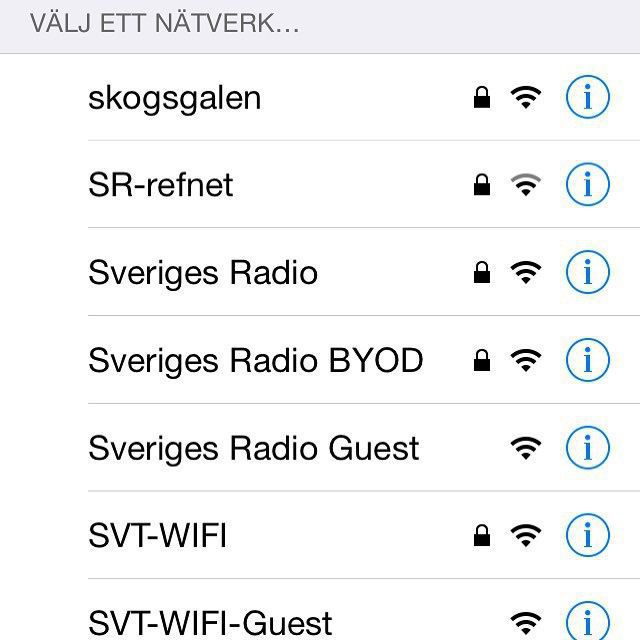 VÄLJ ETT NÄTVERK...
skogsgalen
SR-refnet
Sveriges Radio
Sveriges Radio BYOD
Sveriges Radio Guest
SVT-WIFI
SVT-WIFI-Guest